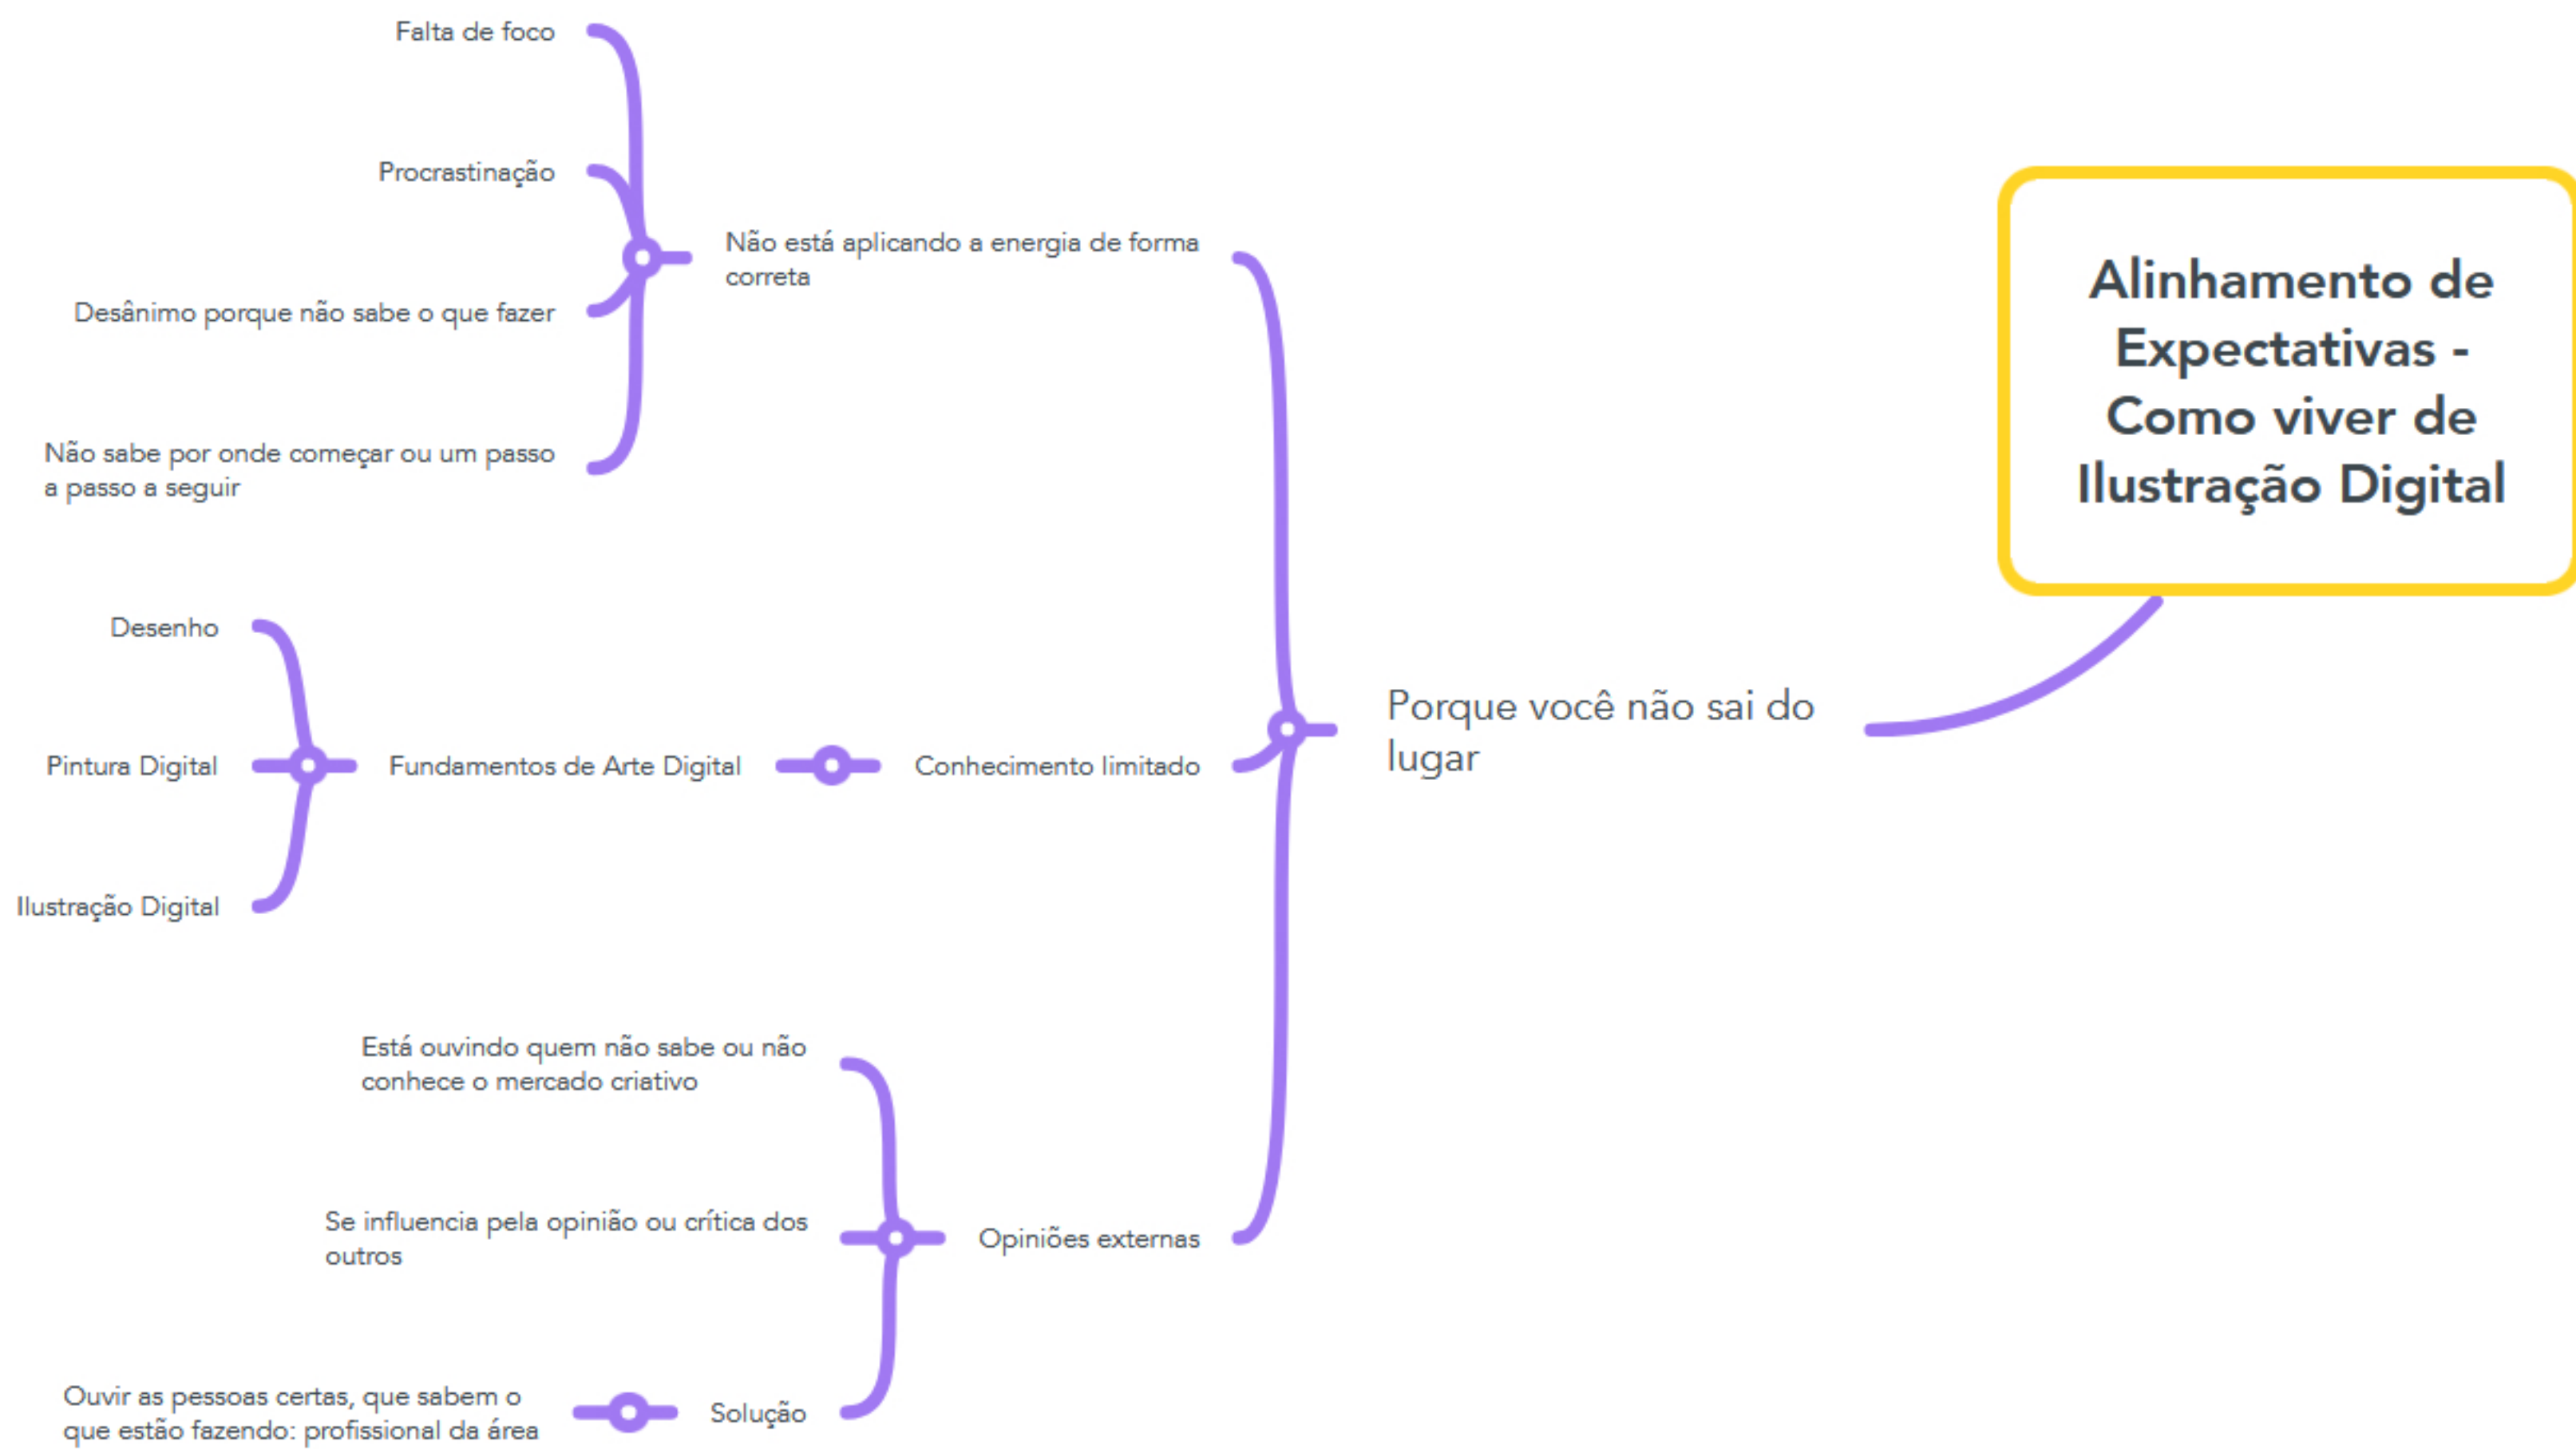 Alinhamento de
Expectativas -
Como viver de
Ilustração Digital
Porque você não sai do
lugar
Não está aplicando a energia de forma
correta
Falta de foco
Procrastinação
Desânimo porque não sabe o que fazer
Não sabe por onde começar ou um passo
a passo a seguir
Conhecimento limitado
Fundamentos de Arte Digital
Desenho
Pintura Digital
Ilustração Digital
Opiniões externas
Está ouvindo quem não sabe ou não
conhece o mercado criativo
Se influencia pela opinião ou crítica dos
outros
Solução
Ouvir as pessoas certas, que sabem o
que estão fazendo: profissional da área